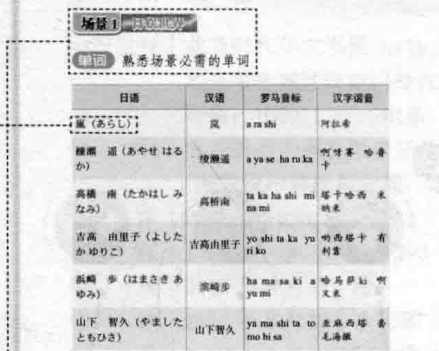 场景1 日饮明星
单词 熟悉场景必需的单词
日语 汉语 罗马音标 汉字谐音
嵐（あらし） 岚 a ra shi 阿拉希
綾瀬 遥（あやせ はる 绫濑遥 a ya se ha ru ka 啊呀赛 哈鲁
か） 卡
高橋 南（たかはし み 高桥南 ta ka ha shi mi 塔卡哈西 米
なみ） na mi 纳米
吉高 由里子（よした 吉高由里子 yo shi ta ka yu 哟西塔卡 有
か ゆりこ） ri ko 利靠
浜崎 歩（はまさき あ 滨崎步 ha ma sa ki a 哈马萨ki 啊
ゆみ） yu mi 又米
山下 智久（やました 山下智久 ya ma shi ta to 亚麻西塔 套
ともひさ） mo hi sa 毛海撒